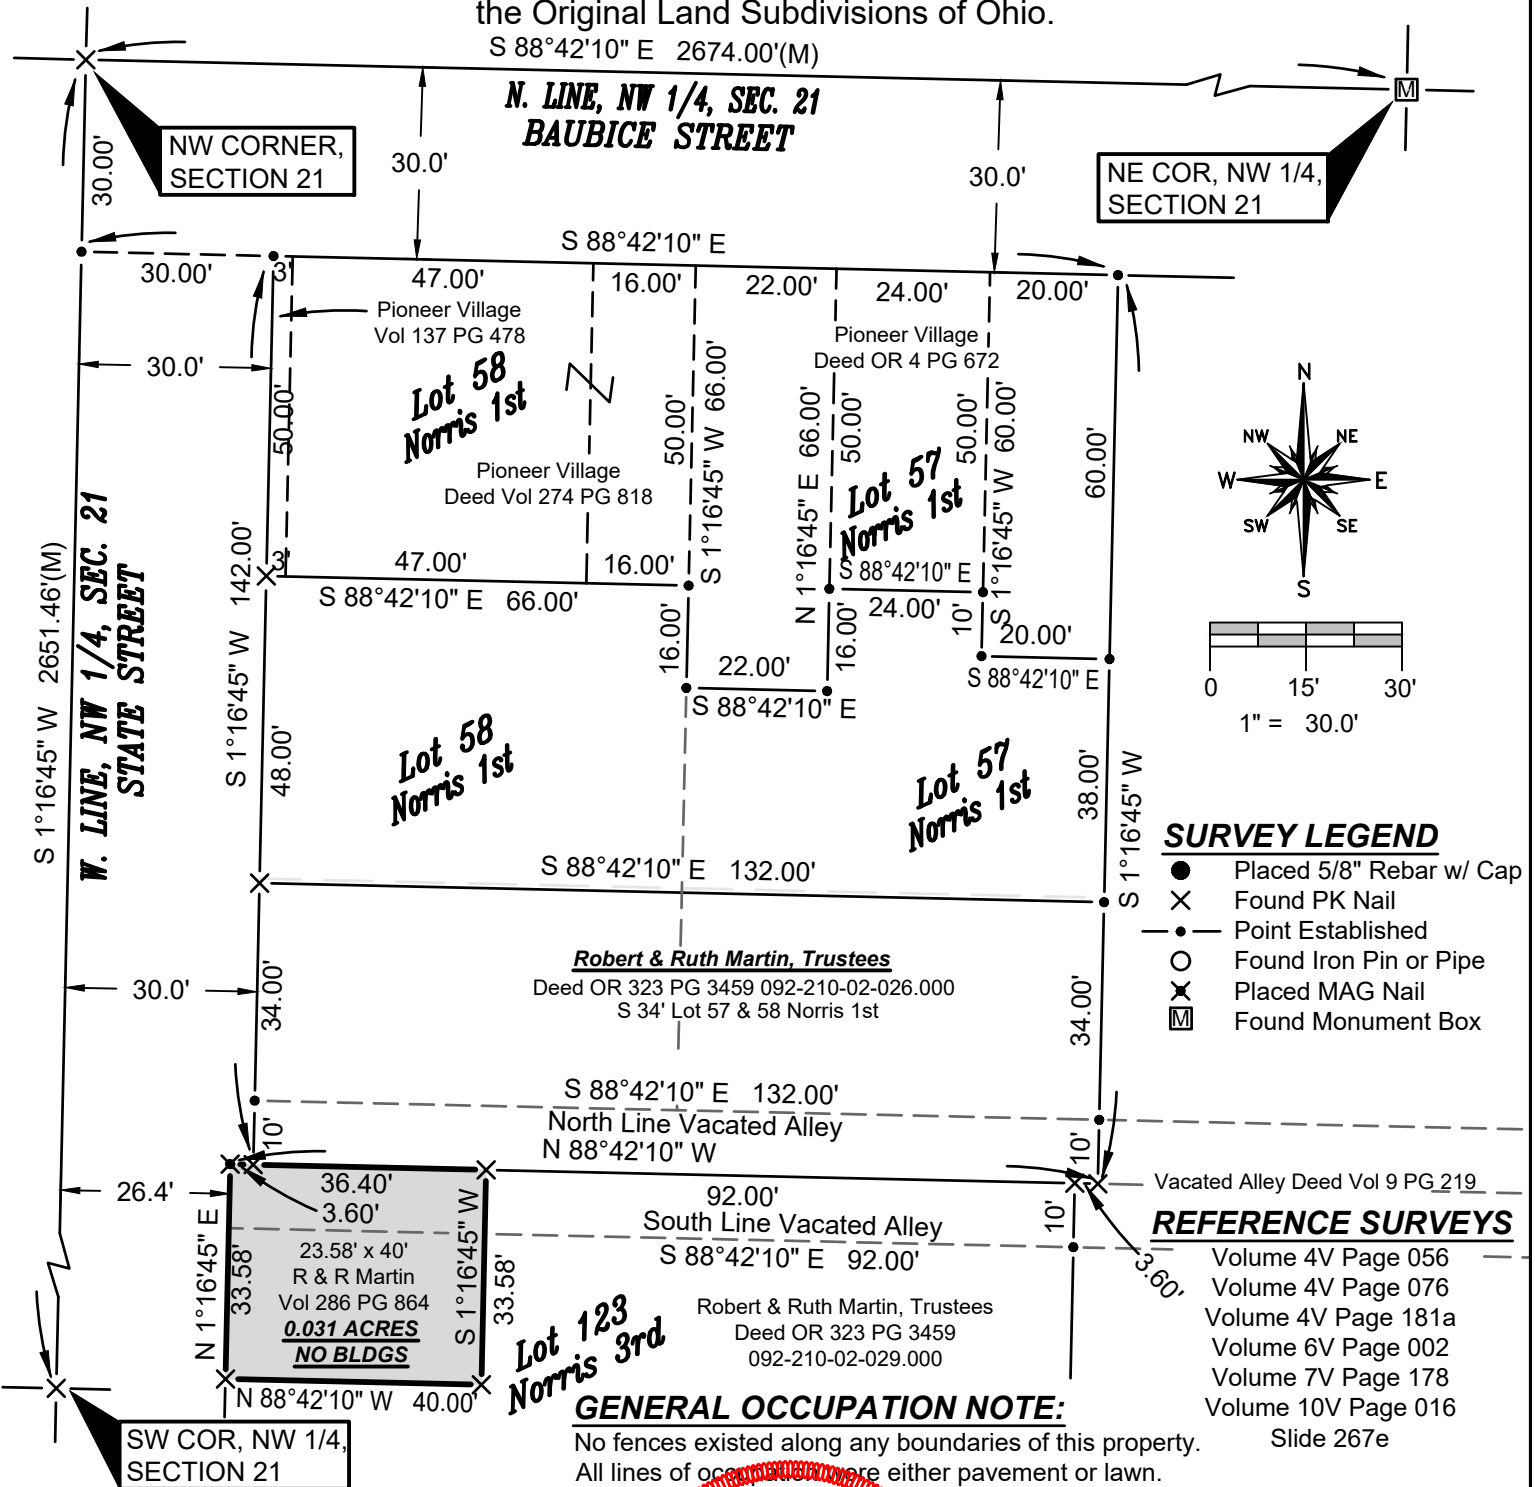 the Original Land Subdivisions of Ohio.
S 88°42'10" E 2674.00'(M)
N. LINE, NW 1/4, SEC. 21
BAUBICE STREET
M
NW CORNER,
SECTION 21
NE COR, NW 1/4,
SECTION 21
30.00'
30.0'
30.0'
S 88°42'10" E
30.00'
3'
47.00'
16.00'
22.00'
24.00'
20.00'
Pioneer Village
Vol 137 PG 478
Pioneer Village
Deed OR 4 PG 672
30.0'
Lot 58
Norris 1st
50.00'
50.00'
S 1°16'45" W 66.00'
N 1°16'45" E 66.00'
50.00'
50.00'
S 1°16'45" W 60.00'
60.00'
Pioneer Village
Deed Vol 274 PG 818
Lot 57
Norris 1st
N
NW
NE
W
E
SW
SE
S
S 1°16'45" W 2651.46'(M)
W. LINE, NW 1/4, SEC. 21
STATE STREET
S 1°16'45" W 142.00'
3'
47.00'
16.00'
S 88°42'10" E 66.00'
S 88°42'10" E
24.00'
16.00'
16.00'
10'
20.00'
S 88°42'10" E
22.00'
S 88°42'10" E
0 15' 30'
1" = 30.0'
48.00'
Lot 58
Norris 1st
Lot 57
Norris 1st
38.00'
S 1°16'45" W
S 88°42'10" E 132.00'
SURVEY LEGEND
Placed 5/8" Rebar w/ Cap
Found PK Nail
Point Established
Found Iron Pin or Pipe
Placed MAG Nail
M Found Monument Box
30.0'
34.00'
Robert & Ruth Martin, Trustees
Deed OR 323 PG 3459 092-210-02-026.000
S 34' Lot 57 & 58 Norris 1st
34.00'
S 88°42'10" E 132.00'
North Line Vacated Alley
N 88°42'10" W
10'
10'
26.4'
36.40'
3.60'
92.00'
Vacated Alley Deed Vol 9 PG 219
South Line Vacated Alley
S 88°42'10" E 92.00'
10'
3.60'
N 1°16'45" E
33.58'
23.58' x 40'
R & R Martin
Vol 286 PG 864
0.031 ACRES
NO BLDGS
S 1°16'45" W
33.58'
N 88°42'10" W 40.00'
Lot 123
Norris 3rd
Robert & Ruth Martin, Trustees
Deed OR 323 PG 3459
092-210-02-029.000
REFERENCE SURVEYS
Volume 4V Page 056
Volume 4V Page 076
Volume 4V Page 181a
Volume 6V Page 002
Volume 7V Page 178
Volume 10V Page 016
Slide 267e
SW COR, NW 1/4,
SECTION 21
GENERAL OCCUPATION NOTE:
No fences existed along any boundaries of this property.
All lines of occupation were either pavement or lawn.